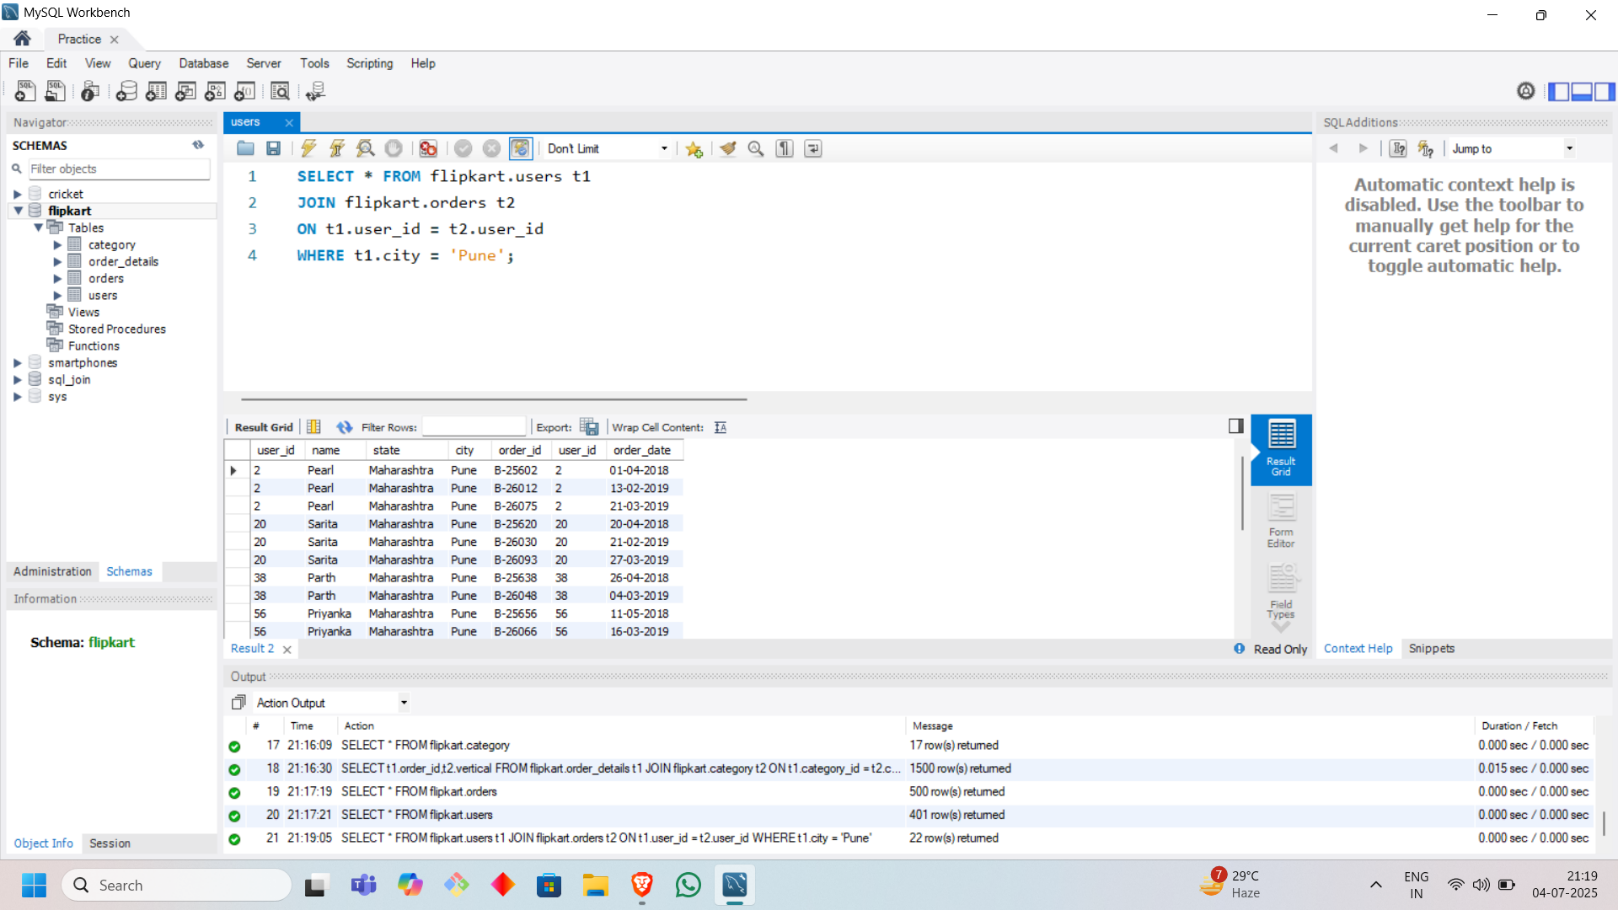 MySQL Workbench
Practice
File Edit View Query Database Server Tools Scripting Help
Navigator
SCHEMAS
Filter objects
cricket
flipkart
Tables
category
order_details
orders
users
Views
Stored Procedures
Functions
smartphones
sql_join
sys
Administration Schemas
Information
Schema: flipkart
Object Info Session
users
Don't Limit
1 SELECT * FROM flipkart.users t1
2 JOIN flipkart.orders t2
3 ON t1.user_id = t2.user_id
4 WHERE t1.city = 'Pune';
Result Grid Filter Rows: Export: Wrap Cell Content:
user_id name state city order_id user_id order_date
2 Pearl Maharashtra Pune B-25602 2 01-04-2018
2 Pearl Maharashtra Pune B-26012 2 13-02-2019
2 Pearl Maharashtra Pune B-26075 2 21-03-2019
20 Sarita Maharashtra Pune B-25620 20 20-04-2018
20 Sarita Maharashtra Pune B-26030 20 21-02-2019
20 Sarita Maharashtra Pune B-26093 20 27-03-2019
38 Parth Maharashtra Pune B-25638 38 26-04-2018
38 Parth Maharashtra Pune B-26048 38 04-03-2019
56 Priyanka Maharashtra Pune B-25656 56 11-05-2018
56 Priyanka Maharashtra Pune B-26066 56 16-03-2019
Result Grid
Form Editor
Field Types
Result 2
Read Only
SQLAdditions
Jump to
Automatic context help is
disabled. Use the toolbar to
manually get help for the
current caret position or to
toggle automatic help.
Context Help Snippets
Output
Action Output
# Time Action Message Duration / Fetch
17 21:16:09 SELECT * FROM flipkart.category 17 row(s) returned 0.000 sec / 0.000 sec
18 21:16:30 SELECT t1.order_id,t2.vertical FROM flipkart.order_details t1 JOIN flipkart.category t2 ON t1.category_id = t2.c... 1500 row(s) returned 0.015 sec / 0.000 sec
19 21:17:19 SELECT * FROM flipkart.orders 500 row(s) returned 0.000 sec / 0.000 sec
20 21:17:21 SELECT * FROM flipkart.users 401 row(s) returned 0.000 sec / 0.000 sec
21 21:19:05 SELECT * FROM flipkart.users t1 JOIN flipkart.orders t2 ON t1.user_id = t2.user_id WHERE t1.city = 'Pune' 22 row(s) returned 0.000 sec / 0.000 sec
Search
7
29°C
Haze
ENG
IN
21:19
04-07-2025